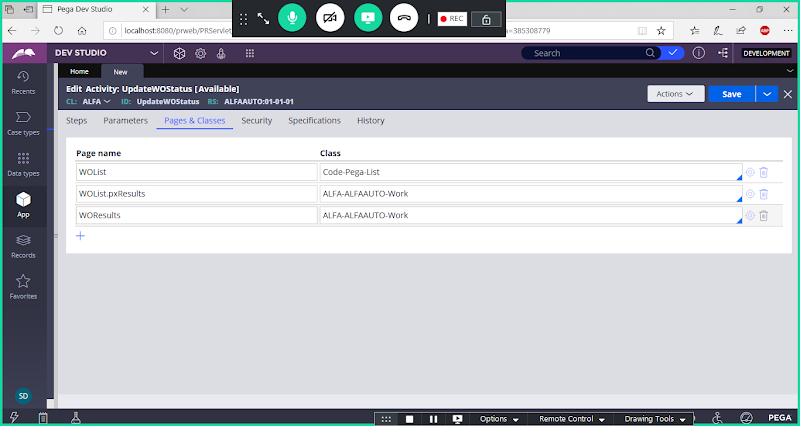 Pega Dev Studio
localhost:8080/prweb/PRServlet
a=385308779
REC
ABP
DEV STUDIO
Search
DEVELOPMENT
Home
New
Recents
Case types
Data types
App
Records
Favorites
SD
Edit Activity: UpdateWOStatus [Available]
CL: ALFA ID: UpdateWOStatus RS: ALFAAUTO:01-01-01
Actions
Save
Steps Parameters Pages & Classes Security Specifications History
Page name Class
WOList Code-Pega-List
WOList.pxResults ALFA-ALFAAUTO-Work
WOResults ALFA-ALFAAUTO-Work
Options Remote Control Drawing Tools
PEGA